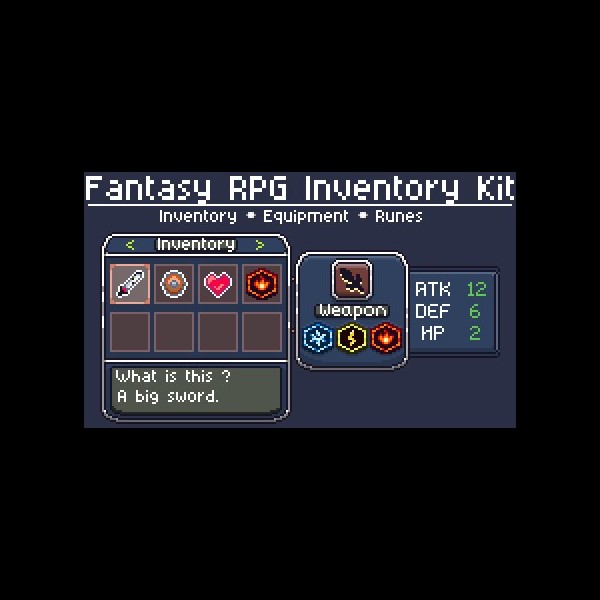 Fantasy RPG Inventory Kit
Inventory • Equipment • Runes
< Inventory >
What is this ?
A big sword.
Weapon
ATK 12
DEF 6
HP 2